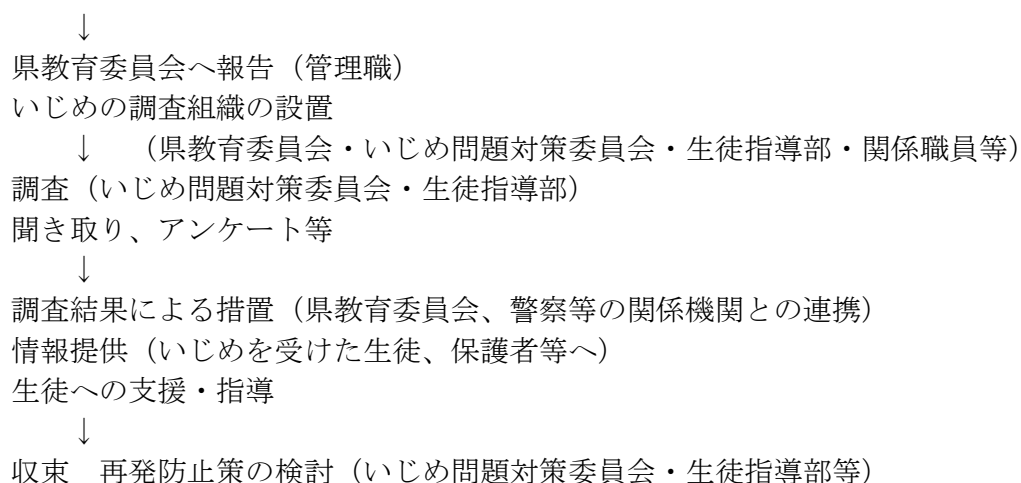 ↓
県教育委員会へ報告（管理職）
いじめの調査組織の設置
↓　（県教育委員会・いじめ問題対策委員会・生徒指導部・関係職員等）
調査（いじめ問題対策委員会・生徒指導部）
聞き取り、アンケート等
↓
調査結果による措置（県教育委員会、警察等の関係機関との連携）
情報提供（いじめを受けた生徒、保護者等へ）
生徒への支援・指導
↓
収束　再発防止策の検討（いじめ問題対策委員会・生徒指導部等）